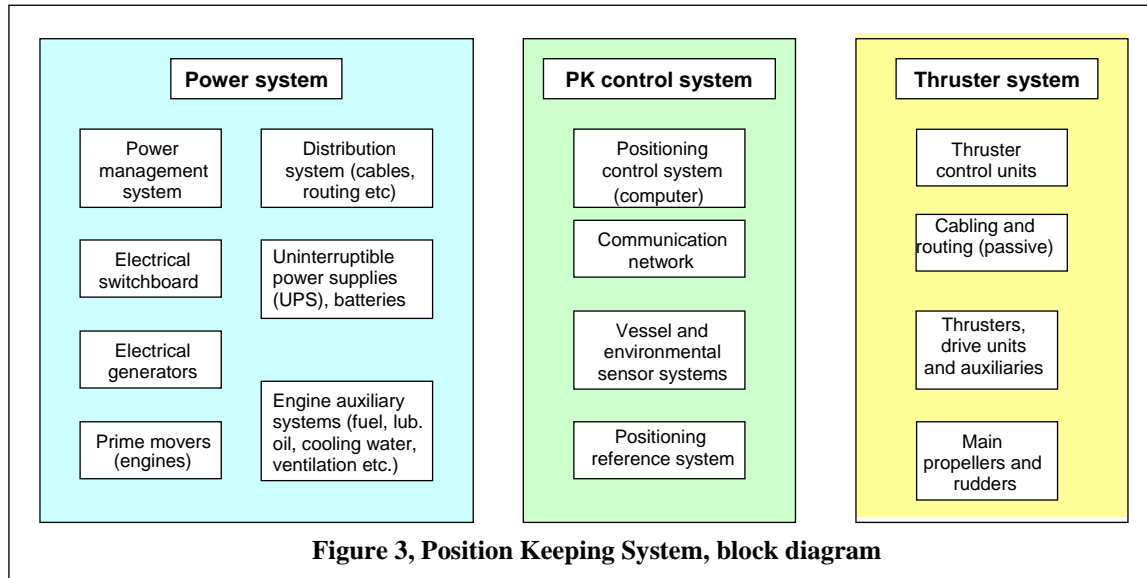 Power system
Power
management
system
Distribution
system (cables,
routing etc)
Electrical
switchboard
Uninterruptible
power supplies
(UPS), batteries
Electrical
generators
Engine auxiliary
systems (fuel, lub.
oil, cooling water,
ventilation etc.)
Prime movers
(engines)
PK control system
Positioning
control system
(computer)
Communication
network
Vessel and
environmental
sensor systems
Positioning
reference system
Thruster system
Thruster
control units
Cabling and
routing (passive)
Thrusters,
drive units
and auxiliaries
Main
propellers and
rudders
Figure 3, Position Keeping System, block diagram